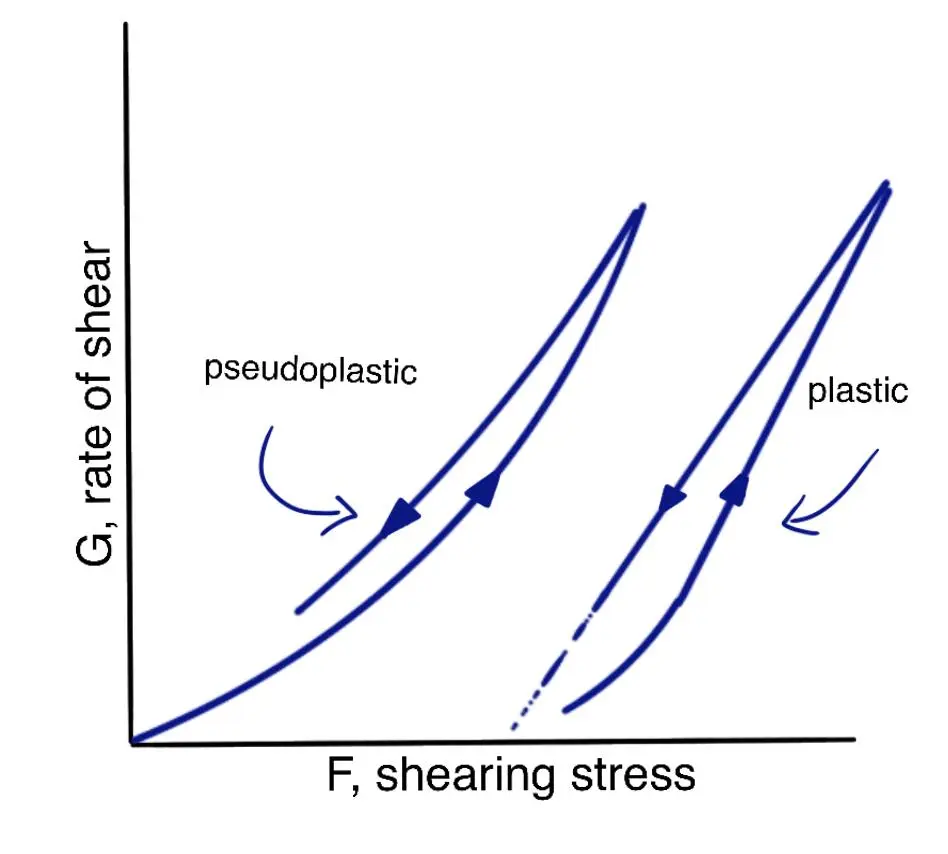 G, rate of shear
pseudoplastic
plastic
F, shearing stress